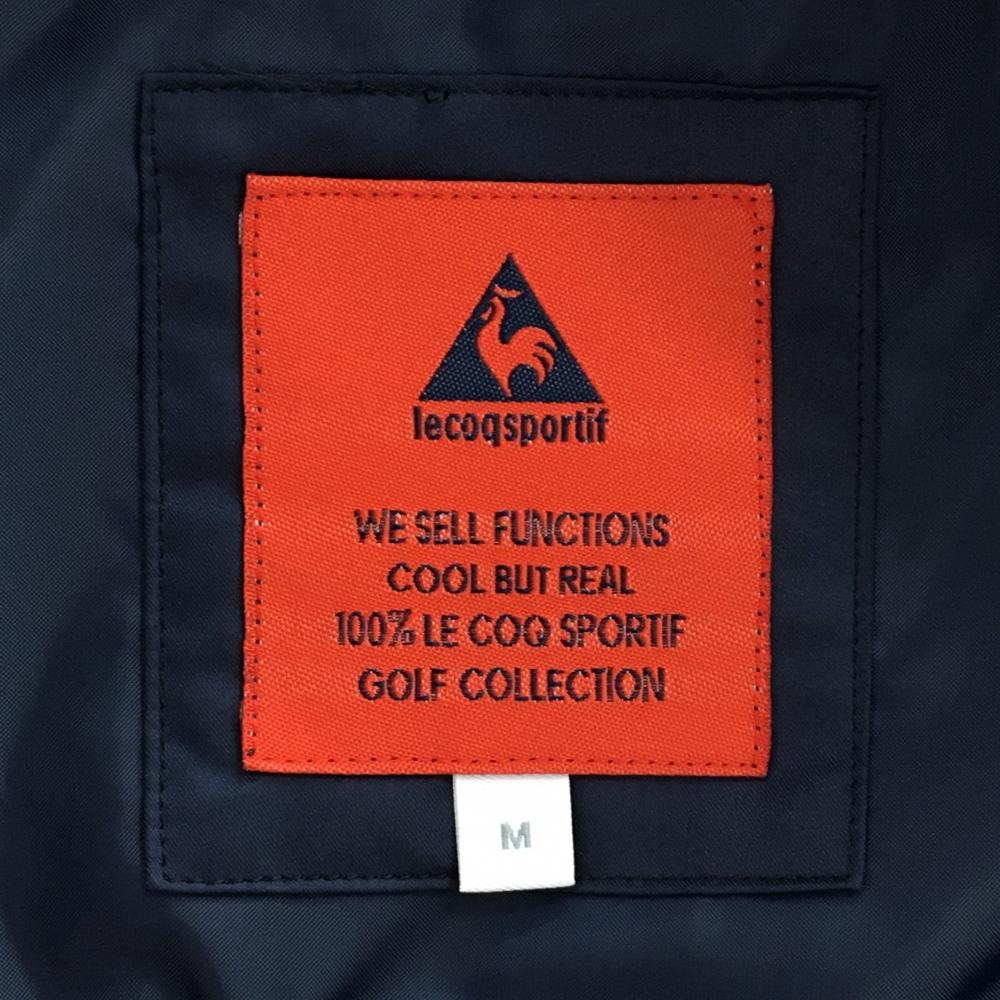 lecoqsportif
WE SELL FUNCTIONS
COOL BUT REAL
100% LE COQ SPORTIF
GOLF COLLECTION
M